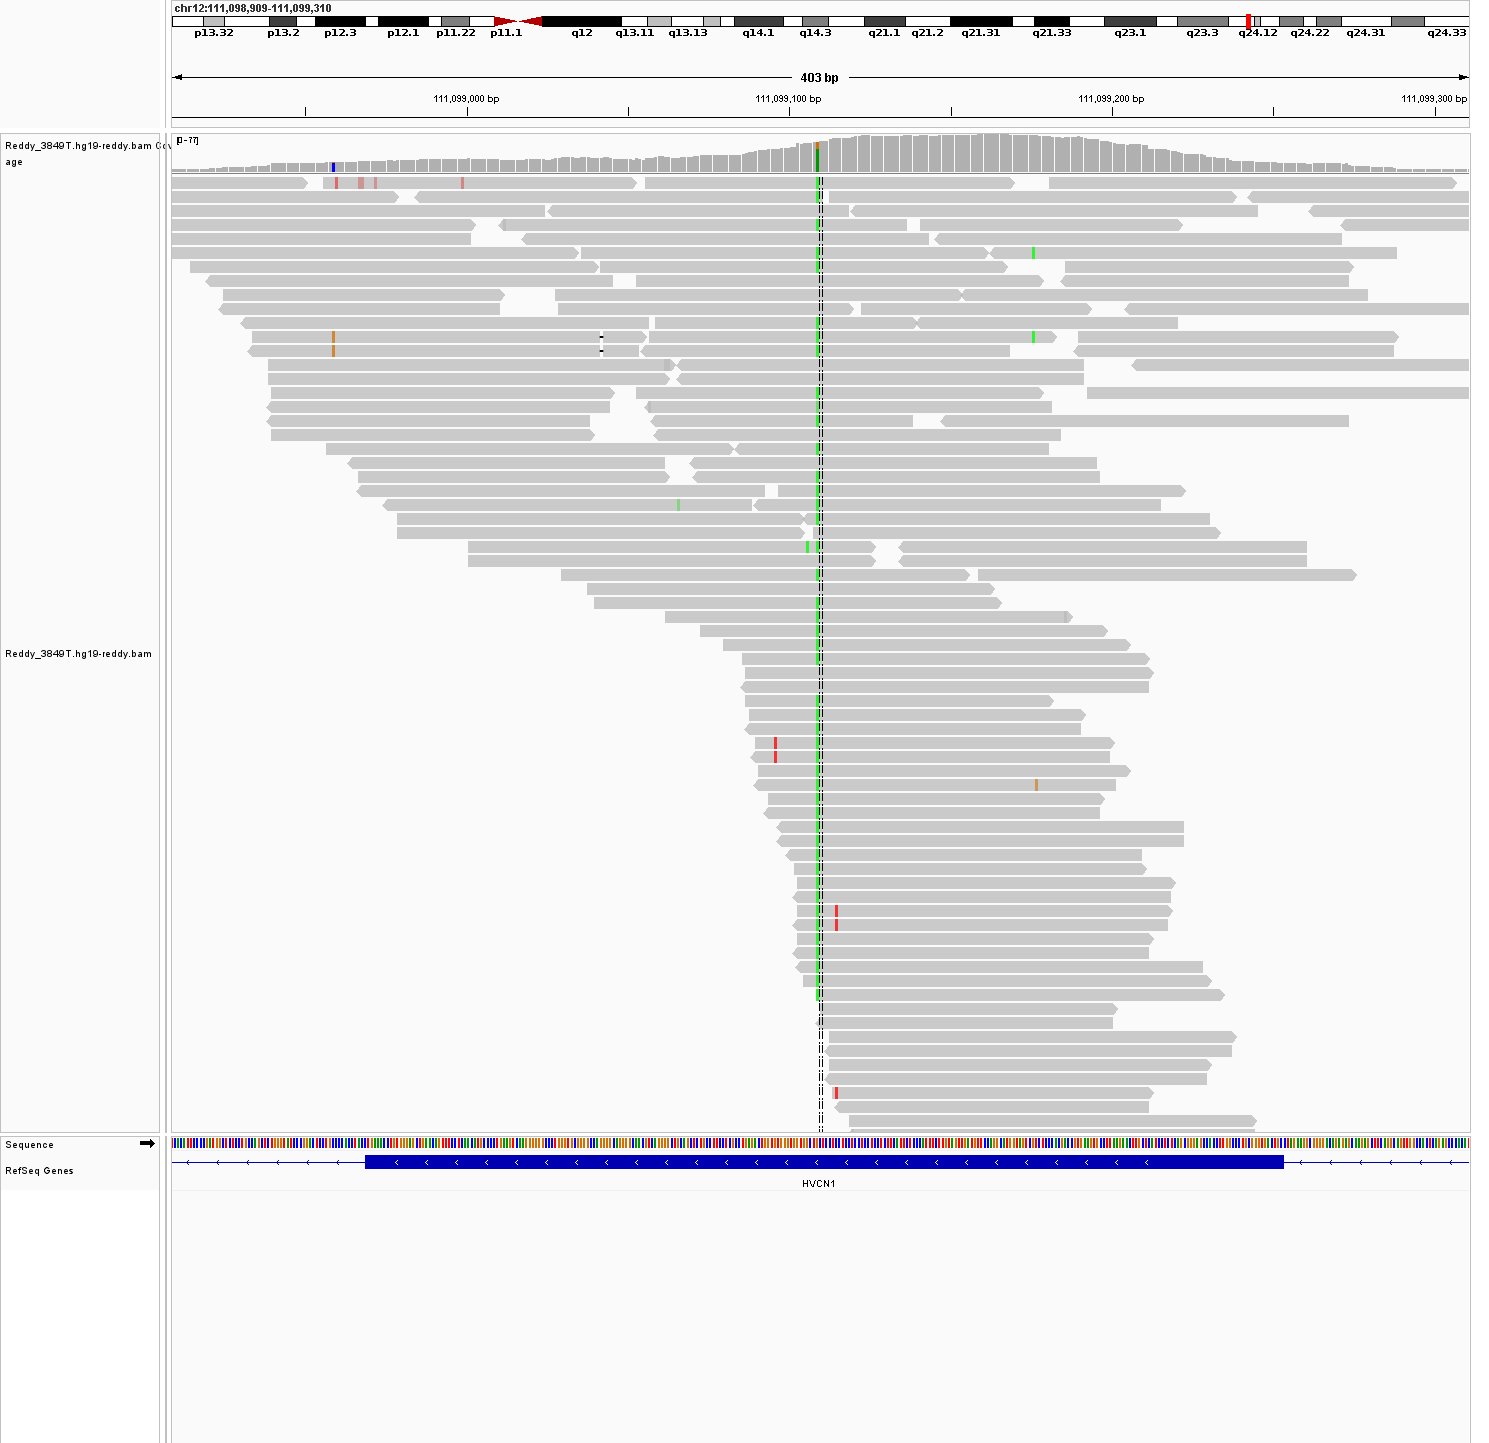 chr12:111,098,909-111,099,310
p13.32 p13.2 p12.3 p12.1 p11.22 p11.1 q12 q13.11 q13.13 q14.1 q14.3 q21.1 q21.2 q21.31 q21.33 q23.1 q23.3 q24.12 q24.22 q24.31 q24.33
403 bp
111,099,000 bp 111,099,100 bp 111,099,200 bp 111,099,300 bp
[0 - 77]
Reddy_3849T.hg19-reddy.bam Cov
age
Reddy_3849T.hg19-reddy.bam
Sequence
RefSeq Genes
HVCN1